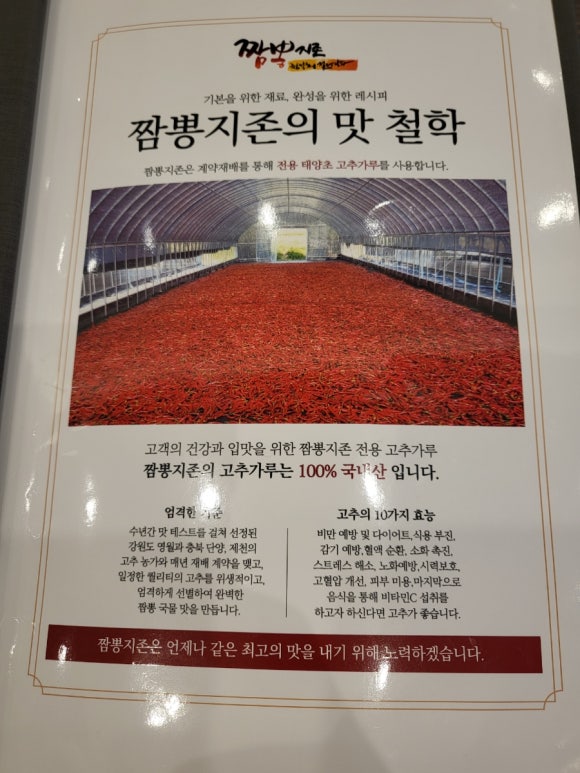 짬뽕지존
기본을 위한 재료, 완성을 위한 레시피
짬뽕지존의 맛 철학
짬뽕지존은 계약재배를 통해 전용 태양초 고추가루를 사용합니다.
고객의 건강과 입맛을 위한 짬뽕지존 전용 고추가루
짬뽕지존의 고추가루는 100% 국내산 입니다.
엄격한 기준
수년간 맛 테스트를 걸쳐 선정된
강원도 영월과 충북 단양, 제천의
고추 농가와 매년 재배 계약을 맺고,
일정한 퀄리티의 고추를 위생적이고,
엄격하게 선별하여 완벽한
짬뽕 국물 맛을 만듭니다.
고추의 10가지 효능
비만 예방 및 다이어트,식용 부진,
감기 예방,혈액 순환, 소화 촉진,
스트레스 해소, 노화예방,시력보호,
고혈압 개선, 피부 미용,마지막으로
음식을 통해 비타민C 섭취를
하고자 하신다면 고추가 좋습니다.
짬뽕지존은 언제나 같은 최고의 맛을 내기 위해 노력하겠습니다.